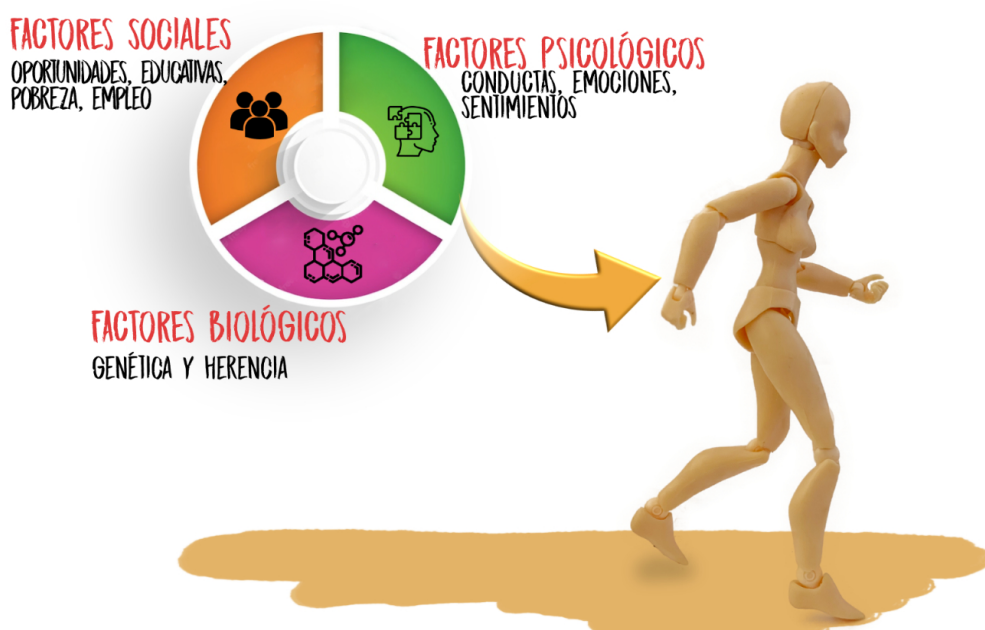 FACTORES SOCIALES
OPORTUNIDADES, EDUCATIVAS,
POBREZA, EMPLEO
FACTORES PSICOLÓGICOS
CONDUCTAS, EMOCIONES,
SENTIMIENTOS
FACTORES BIOLÓGICOS
GENÉTICA Y HERENCIA